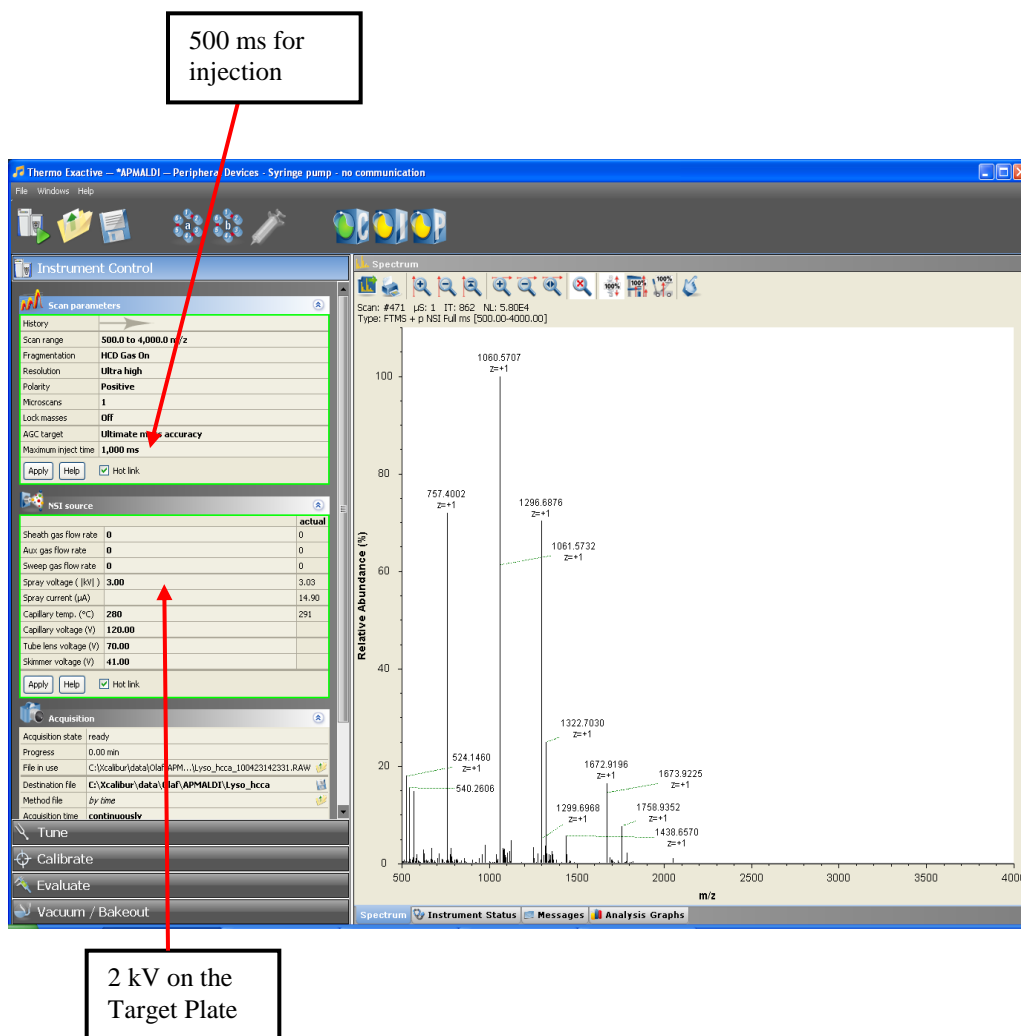 500 ms for
injection
Thermo Exactive — *APMALDI — Peripheral Devices - Syringe pump - no communication
File Windows Help
a b C I P
Instrument Control
Scan parameters
History
Scan range 500.0 to 4,000.0 m/z
Fragmentation HCD Gas On
Resolution Ultra high
Polarity Positive
Microscans 1
Lock masses Off
AGC target Ultimate mass accuracy
Maximum inject time 1,000 ms
Apply Help Hot link
NSI source
actual
Sheath gas flow rate 0 0
Aux gas flow rate 0 0
Sweep gas flow rate 0 0
Spray voltage ( |kV| ) 3.00 3.03
Spray current (µA) 14.90
Capillary temp. (°C) 280 291
Capillary voltage (V) 120.00
Tube lens voltage (V) 70.00
Skimmer voltage (V) 41.00
Apply Help Hot link
Acquisition
Acquisition state ready
Progress 0.00 min
File in use C:\Xcalibur\data\Olaf\APM...\Lyso_hcca_100423142331.RAW
Destination file C:\Xcalibur\data\Olaf\APMALDI\Lyso_hcca
Method file by time
Acquisition time continuously
Tune
Calibrate
Evaluate
Vacuum / Bakeout
Spectrum
100% 100%
Scan: #471 µS: 1 IT: 862 NL: 5.80E4
Type: FTMS + p NSI Full ms [500.00-4000.00]
1060.5707
z=+1
100
80
757.4002
z=+1
1296.6876
z=+1
1061.5732
z=+1
60
Relative Abundance (%)
40
1322.7030
z=+1
524.1460
z=+1
1672.9196
z=+1
1673.9225
z=+1
20
540.2606
1299.6968
z=+1
1758.9352
z=+1
1438.6570
z=+1
0
500 1000 1500 2000 2500 3000 3500 4000
m/z
Spectrum Instrument Status Messages Analysis Graphs
2 kV on the
Target Plate